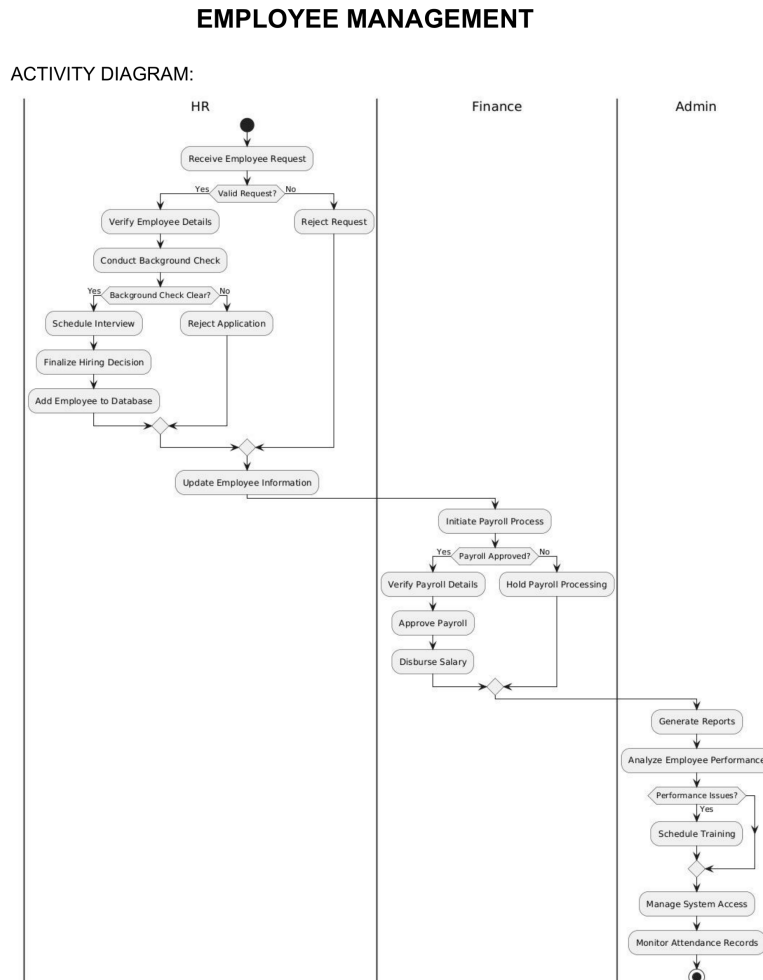 EMPLOYEE MANAGEMENT
ACTIVITY DIAGRAM:
HR
Finance
Admin
Receive Employee Request
Yes
Valid Request?
No
Verify Employee Details
Reject Request
Conduct Background Check
Yes
Background Check Clear?
No
Schedule Interview
Reject Application
Finalize Hiring Decision
Add Employee to Database
Update Employee Information
Initiate Payroll Process
Yes
Payroll Approved?
No
Verify Payroll Details
Hold Payroll Processing
Approve Payroll
Disburse Salary
Generate Reports
Analyze Employee Performance
Performance Issues?
Yes
Schedule Training
Manage System Access
Monitor Attendance Records